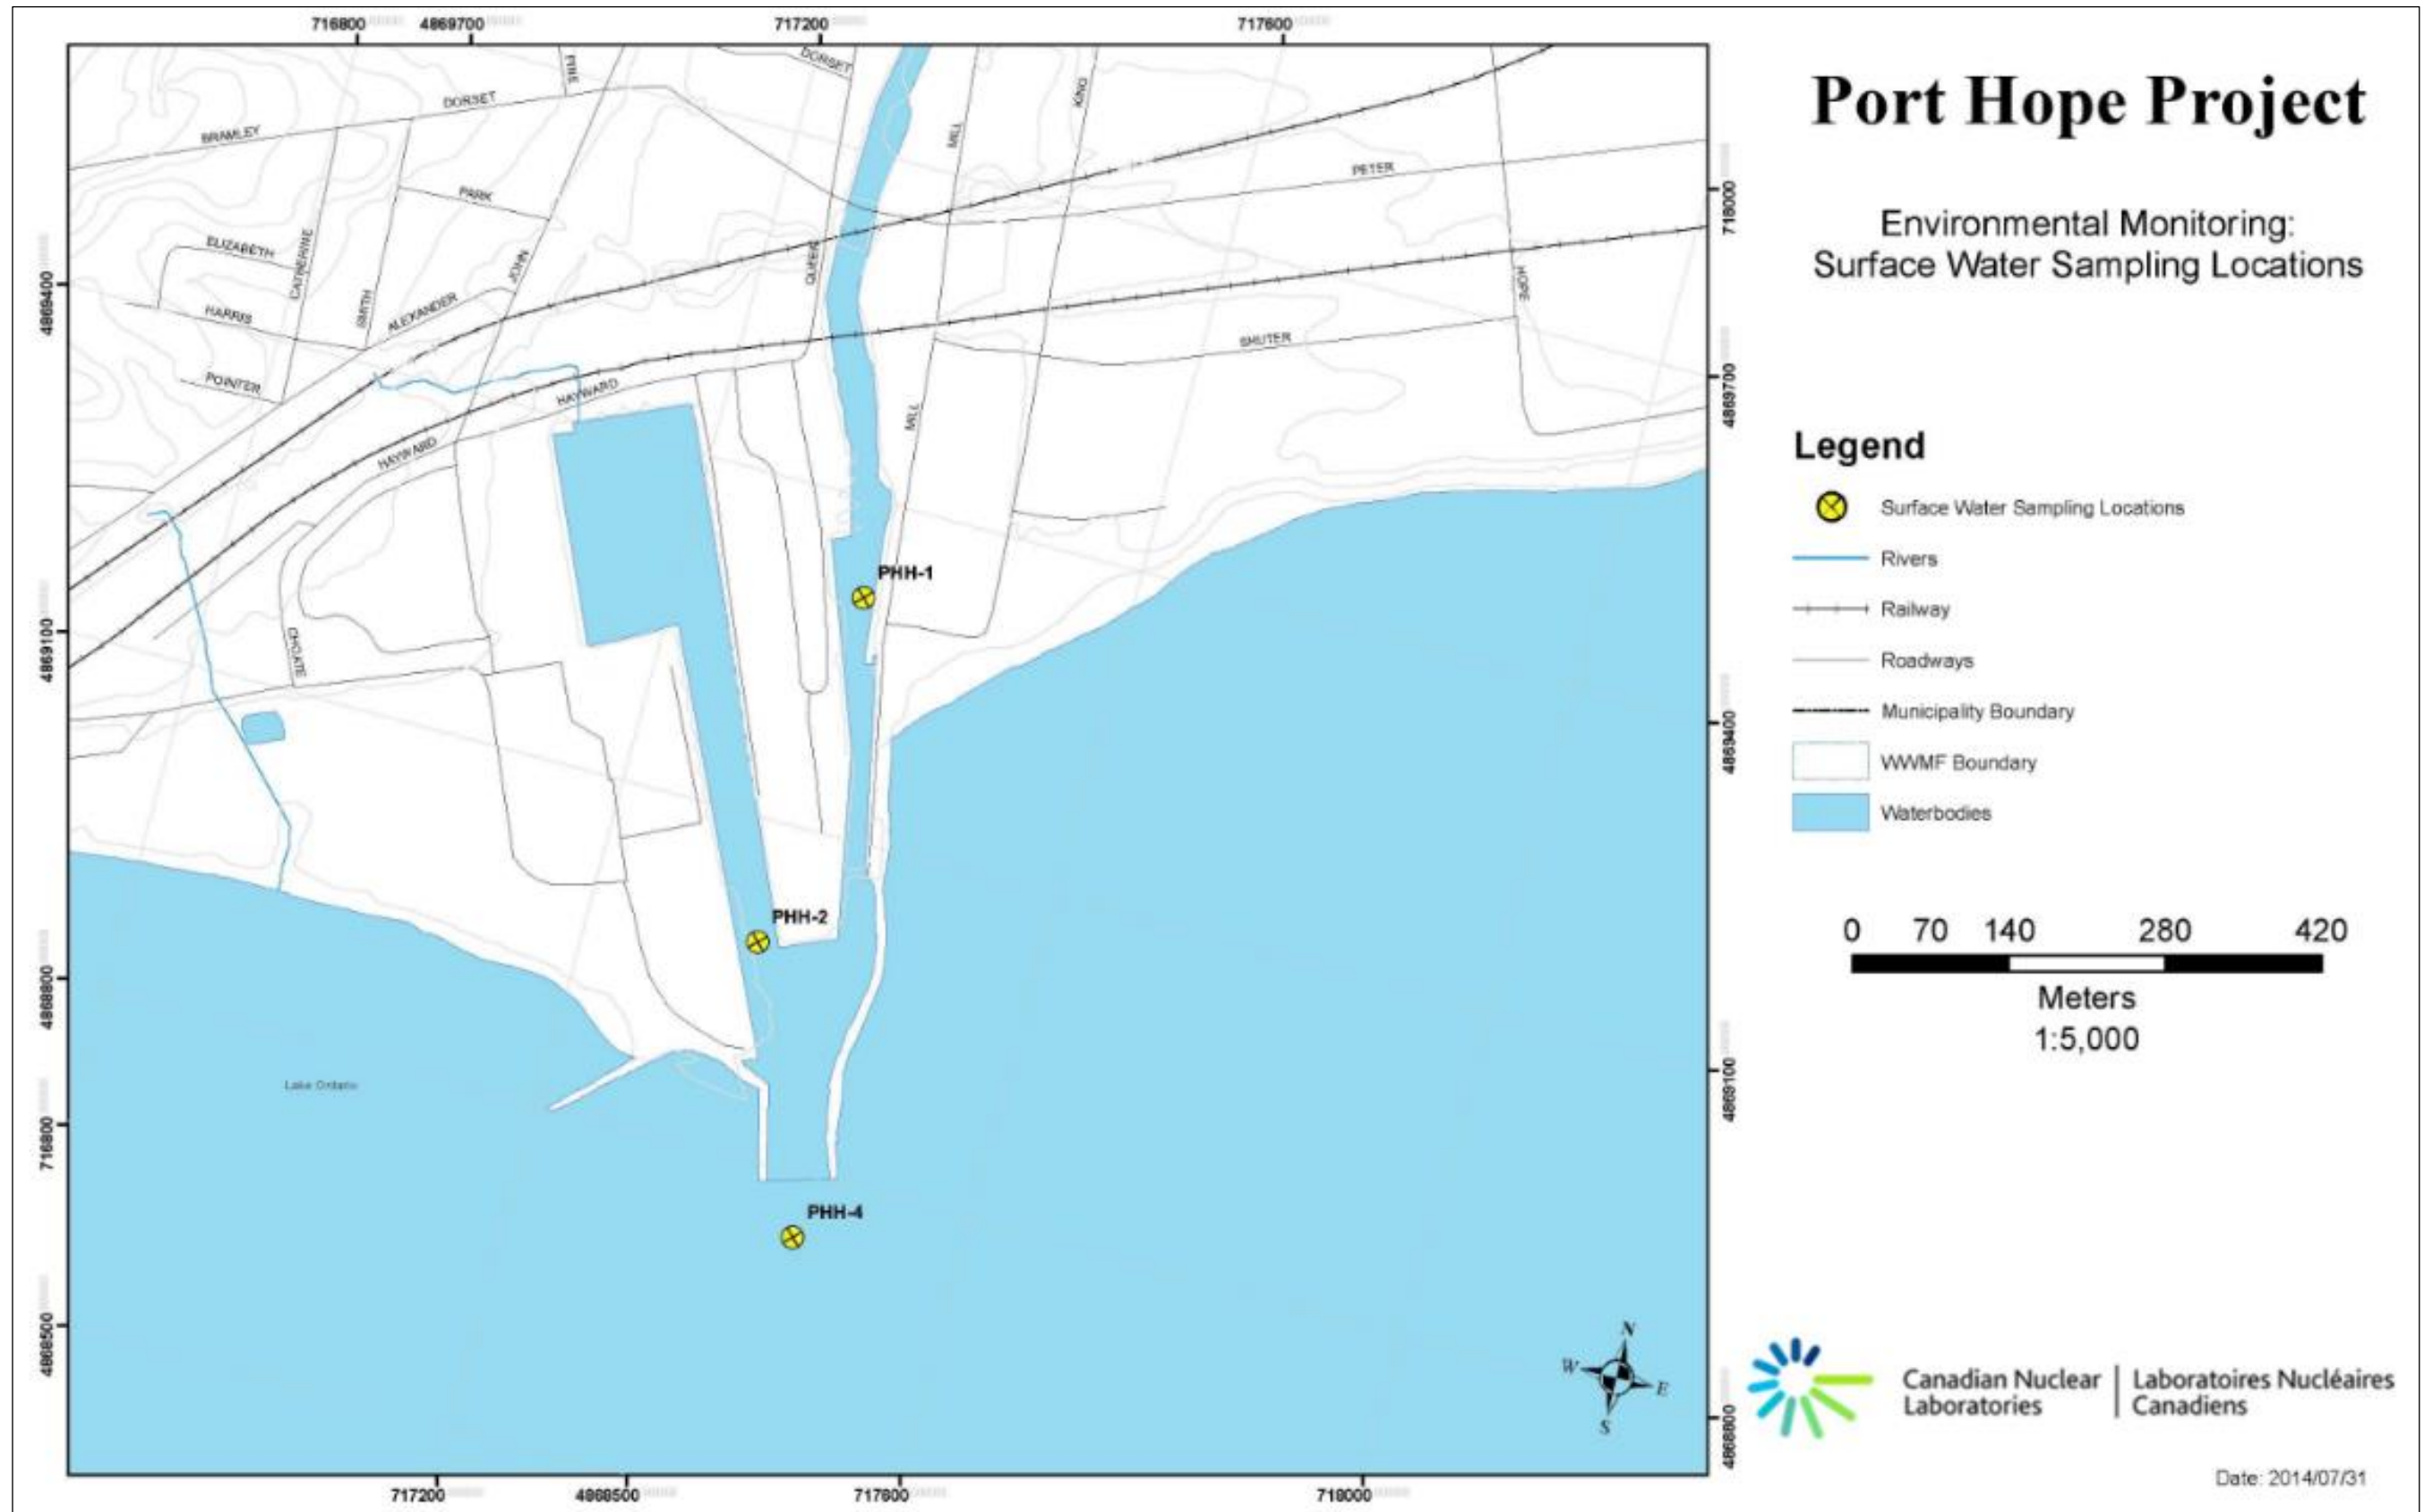 716800
4869700
717200
717600
Port Hope Project
Environmental Monitoring:
Surface Water Sampling Locations
PINE
DORSET
DORSET
BRAMLEY
MILL
KING
PARK
PETER
718000
ELIZABETH
CATHERINE
SMITH
JOHN
QUEEN
HOPE
4869400
HARRIS
ALEXANDER
SHUTER
POINTER
HAYWARD
4869700
HAYWARD
MILL
Legend
Surface Water Sampling Locations
Rivers
PHH-1
Railway
4869100
CHOATE
Roadways
Municipality Boundary
4869400
WWMF Boundary
Waterbodies
PHH-2
0 70 140 280 420
Meters
1:5,000
4868800
Lake Ontario
4869100
716800
PHH-4
4868500
N
W
E
S
4868800
Canadian Nuclear
Laboratories
Laboratoires Nucléaires
Canadiens
Date: 2014/07/31
717200
4868500
717600
718000